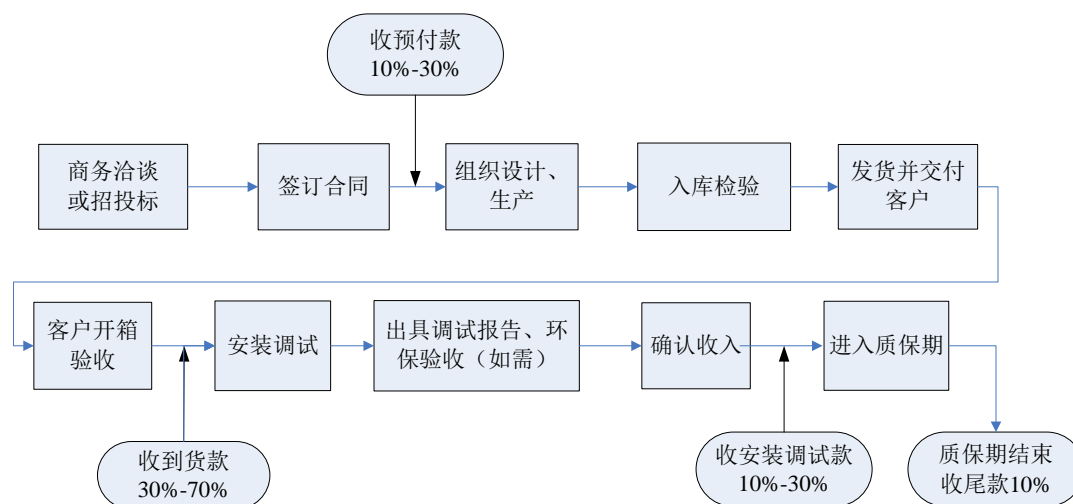 收预付款
10%-30%
商务洽谈
或招投标
签订合同
组织设计、
生产
入库检验
发货并交付
客户
客户开箱
验收
安装调试
出具调试报告、环
保验收（如需）
确认收入
进入质保期
收到货款
30%-70%
收安装调试款
10%-30%
质保期结束
收尾款10%